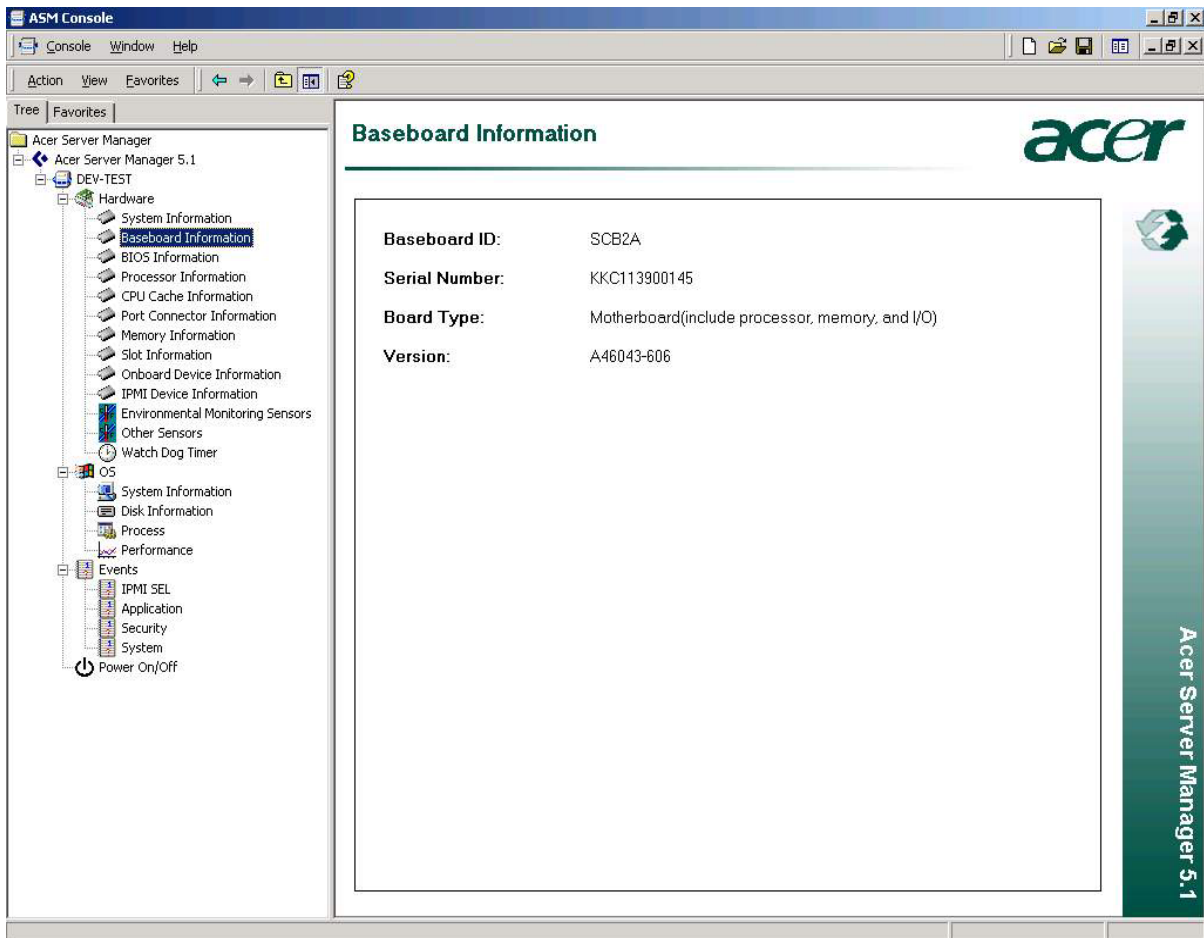 ASM Console
Console Window Help
Action View Favorites
Tree Favorites
Acer Server Manager
Acer Server Manager 5.1
DEV-TEST
Hardware
System Information
Baseboard Information
BIOS Information
Processor Information
CPU Cache Information
Port Connector Information
Memory Information
Slot Information
Onboard Device Information
IPMI Device Information
Environmental Monitoring Sensors
Other Sensors
Watch Dog Timer
OS
System Information
Disk Information
Process
Performance
Events
IPMI SEL
Application
Security
System
Power On/Off
Baseboard Information
acer
Baseboard ID: SCB2A
Serial Number: KKC113900145
Board Type: Motherboard(include processor, memory, and I/O)
Version: A46043-606
Acer Server Manager 5.1